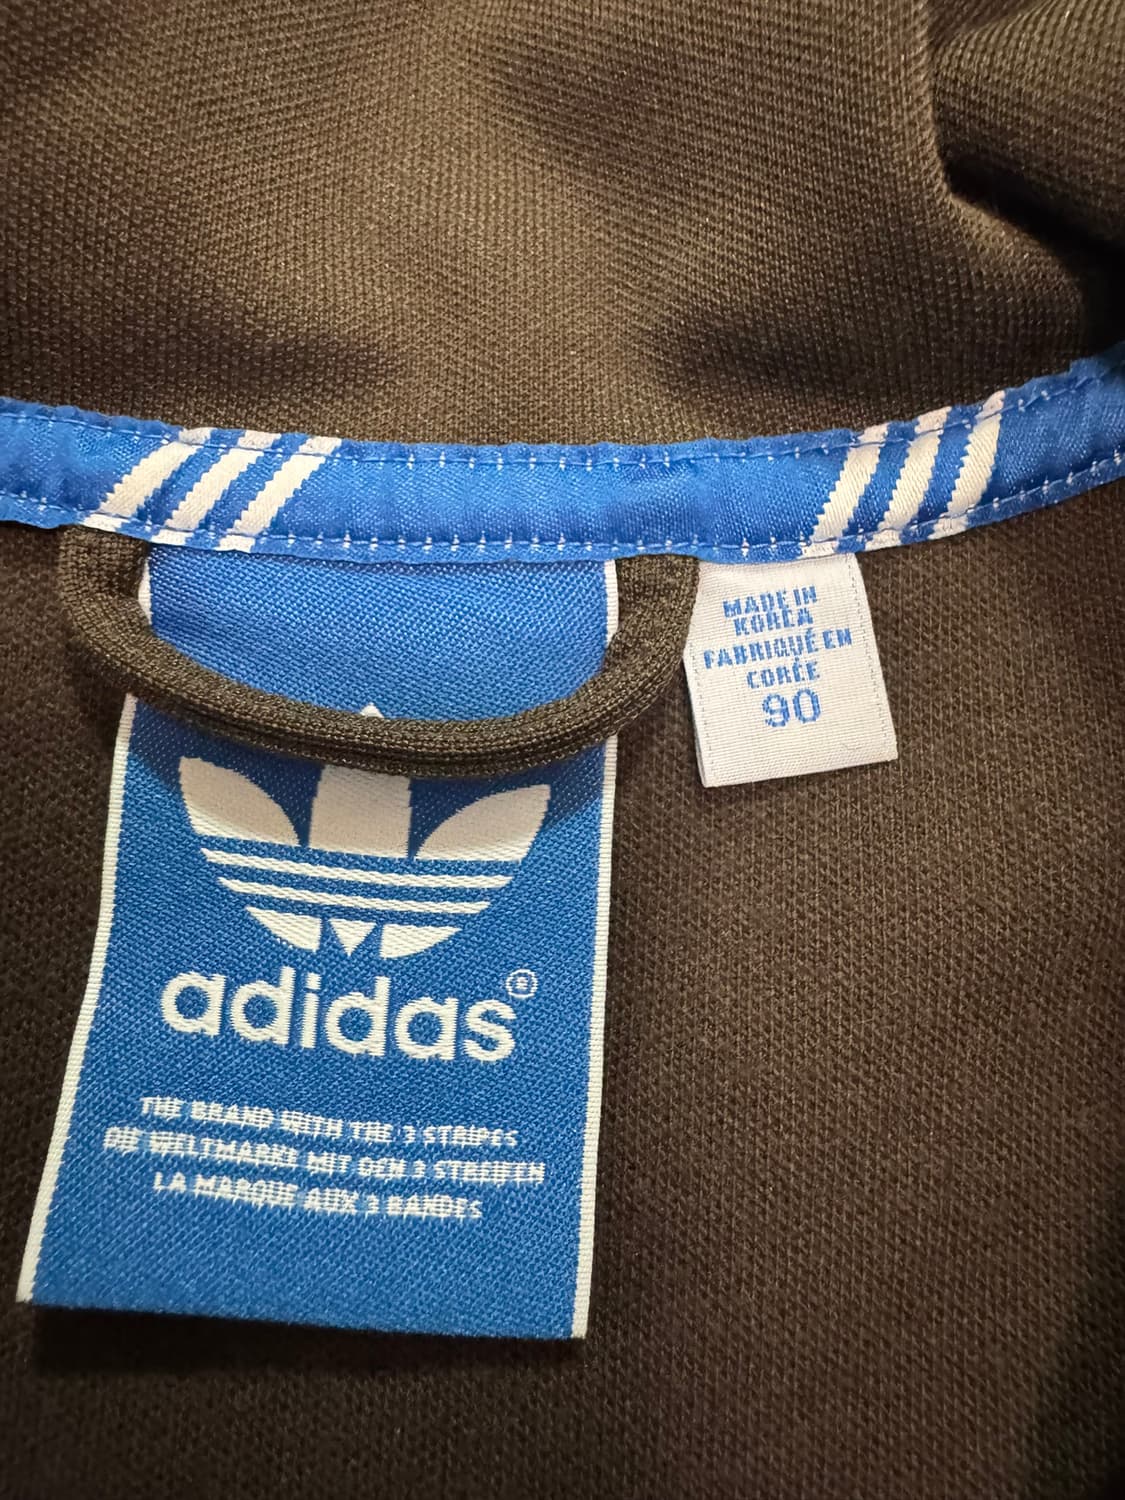 MADE IN
KOREA
FABRIQUÉ EN
CORÉE
90
adidas®
THE BRAND WITH THE 3 STRIPES
DIE WELTMARKE MIT DEN 3 STREIFEN
LA MARQUE AUX 3 BANDES